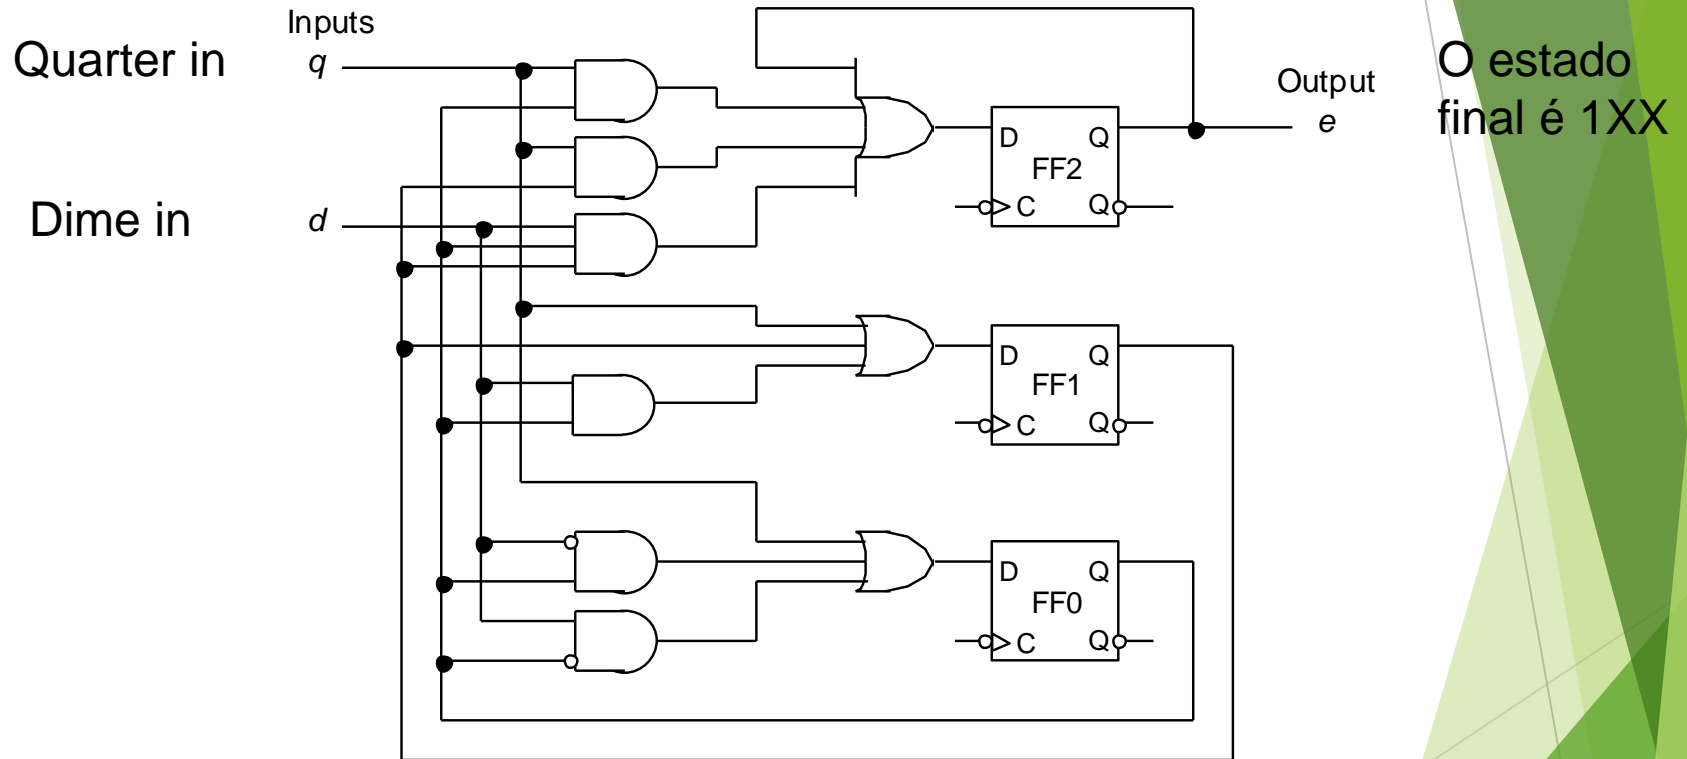 Inputs
Quarter in
q
Dime in
d
D Q
FF2
C Q
Output
e
D Q
FF1
C Q
D Q
FF0
C Q
O estado
final é 1XX